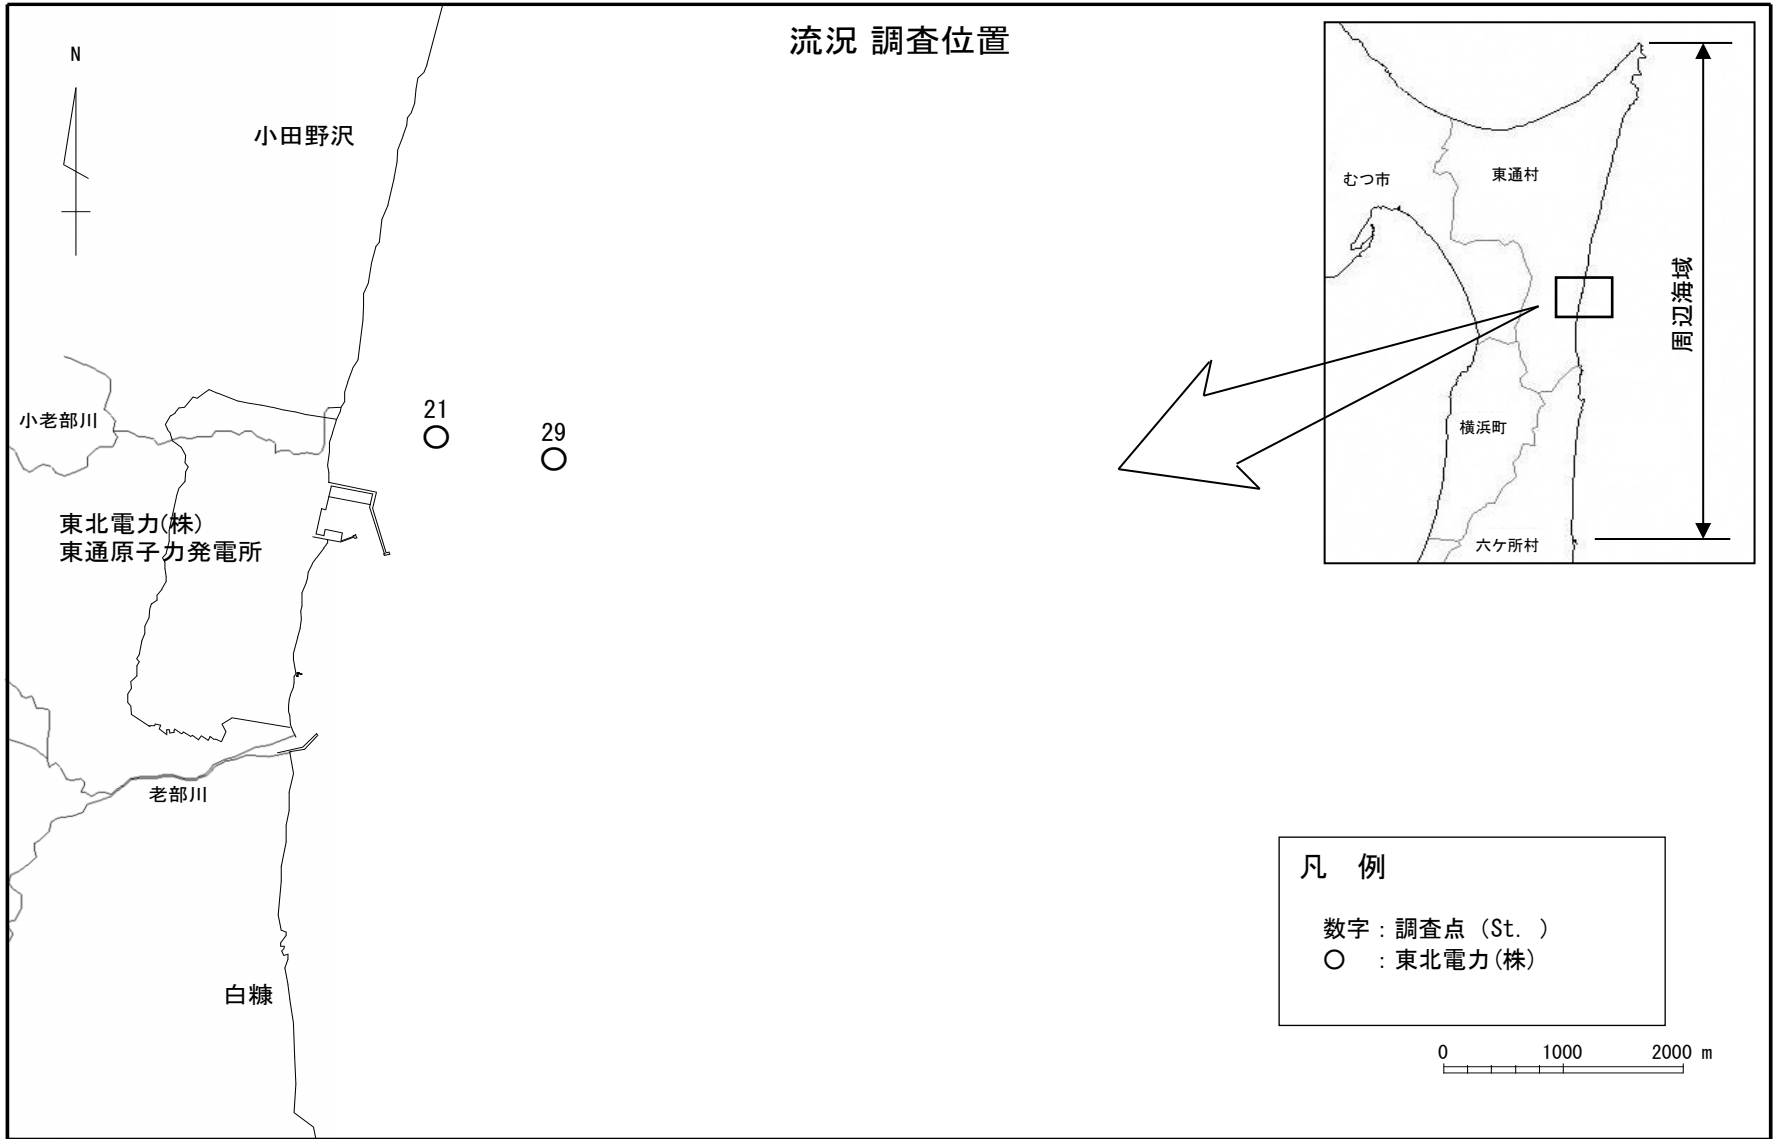 流況 調査位置
N
小田野沢
小老部川
21
29
東北電力(株)
東通原子力発電所
老部川
白糠
むつ市
東通村
周辺海域
横浜町
六ケ所村
凡　例
数字：調査点（St. ）
○　：東北電力(株)
0 1000 2000 m